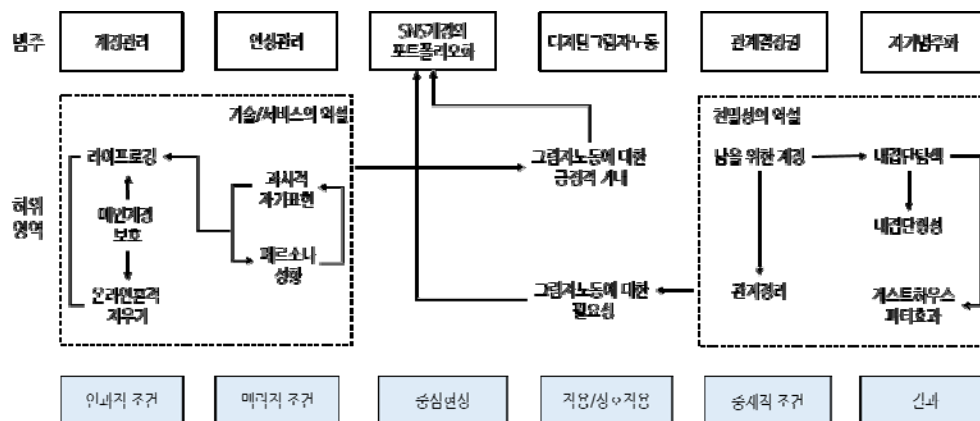 범주
계정관리
인상관리
SNS계정의
포트폴리오화
디지털그림자노동
관계결정권
자기범주화
하위
영역
기술/서비스의 역설
라이프로깅
메인계정
보호
온라인흔적
지우기
과시적
자기표현
페르소나
성향
그림자노동에 대한
긍정적 기대
그림자노동에 대한
필요성
친밀성의 역설
남을 위한 계정
관계정리
내집단탐색
내집단형성
게스트하우스
파티효과
인과적 조건
맥락적 조건
중심현상
작용/상호작용
중재적 조건
결과